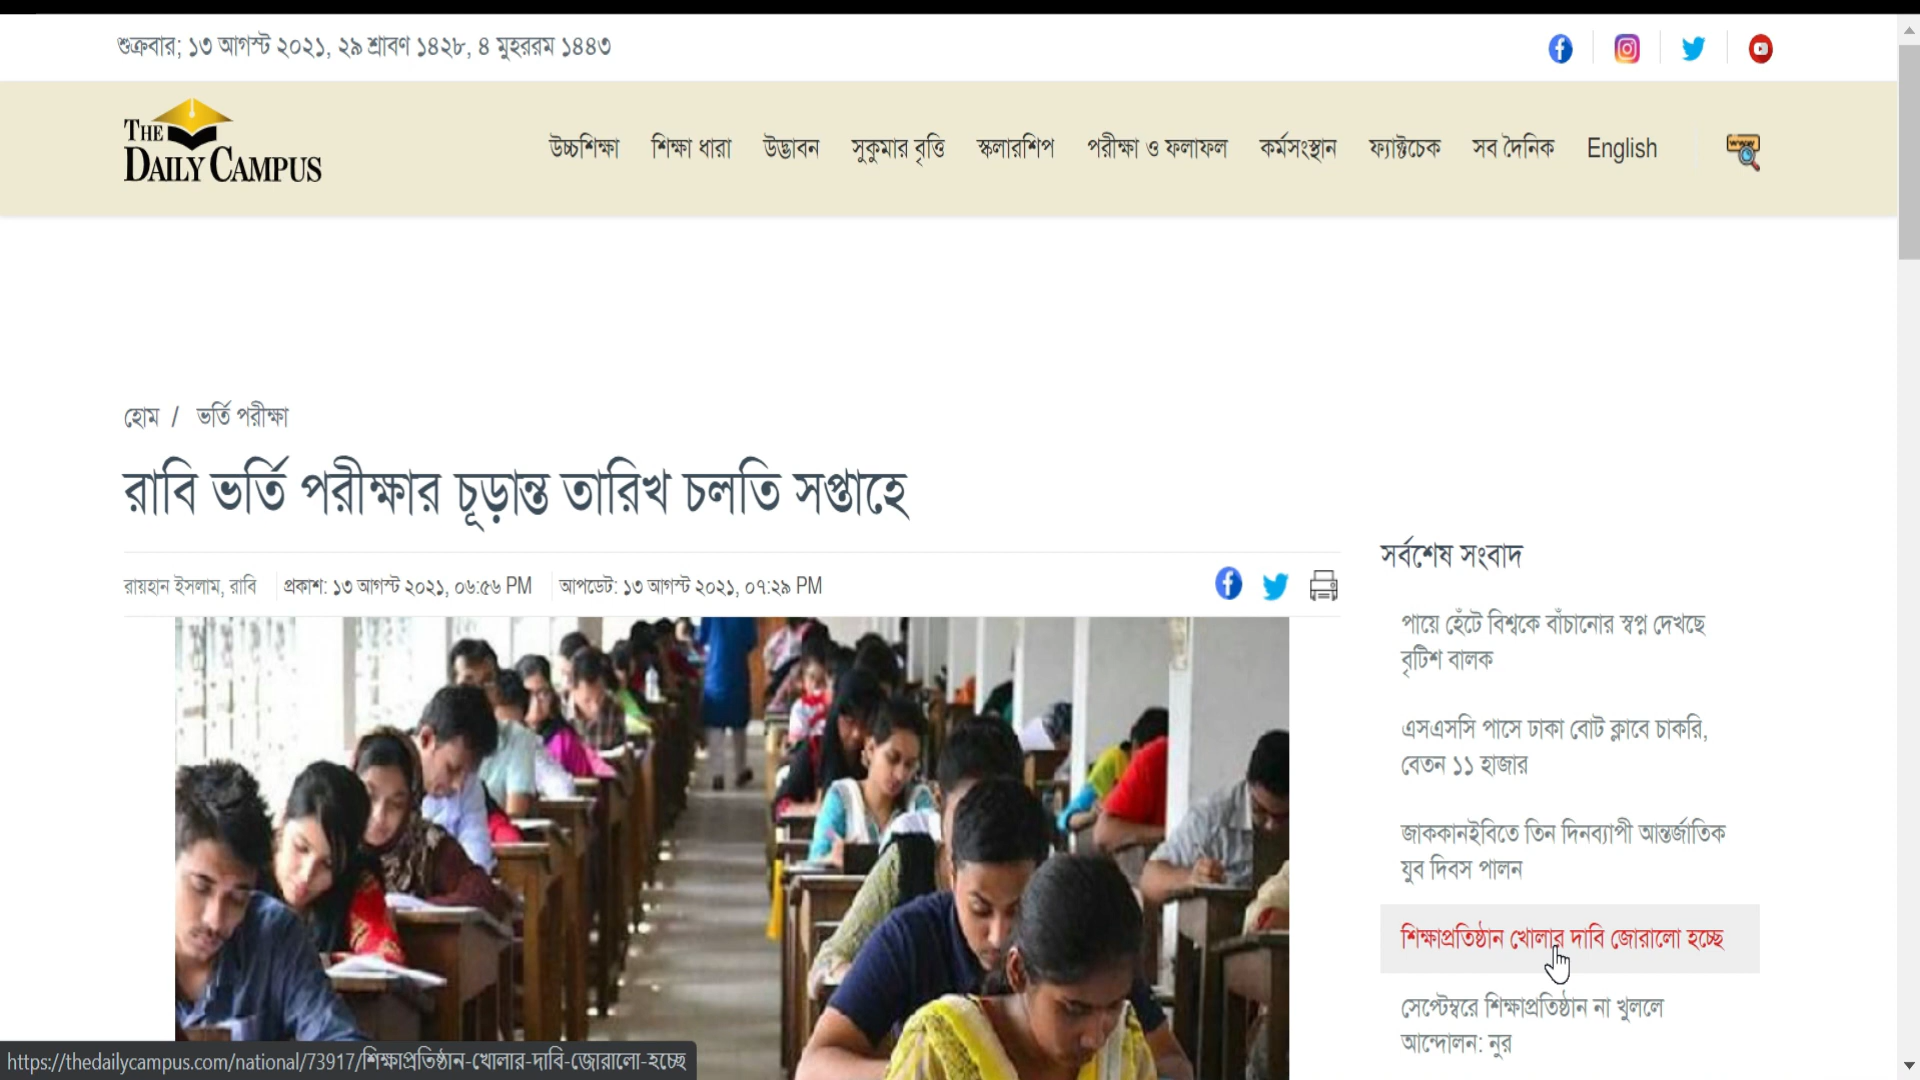 শুক্রবার; ১৩ আগস্ট ২০২১, ২৯ শ্রাবণ ১৪২৮, ৪ মুহররম ১৪৪৩
THE
DAILY CAMPUS
উচ্চশিক্ষা শিক্ষা ধারা উদ্ভাবন সুকুমার বৃত্তি স্কলারশিপ পরীক্ষা ও ফলাফল কর্মসংস্থান ফ্যাক্টচেক সব দৈনিক English
www
হোম / ভর্তি পরীক্ষা
রাবি ভর্তি পরীক্ষার চূড়ান্ত তারিখ চলতি সপ্তাহে
রায়হান ইসলাম, রাবি প্রকাশ: ১৩ আগস্ট ২০২১, ০৬:৫৬ PM আপডেট: ১৩ আগস্ট ২০২১, ০৭:২৯ PM
সর্বশেষ সংবাদ
পায়ে হেঁটে বিশ্বকে বাঁচানোর স্বপ্ন দেখছে
বৃটিশ বালক
এসএসসি পাসে ঢাকা বোট ক্লাবে চাকরি,
বেতন ১১ হাজার
জাককানইবিতে তিন দিনব্যাপী আন্তর্জাতিক
যুব দিবস পালন
শিক্ষাপ্রতিষ্ঠান খোলার দাবি জোরালো হচ্ছে
সেপ্টেম্বরে শিক্ষাপ্রতিষ্ঠান না খুললে
আন্দোলন: নুর
https://thedailycampus.com/national/73917/শিক্ষাপ্রতিষ্ঠান-খোলার-দাবি-জোরালো-হচ্ছে